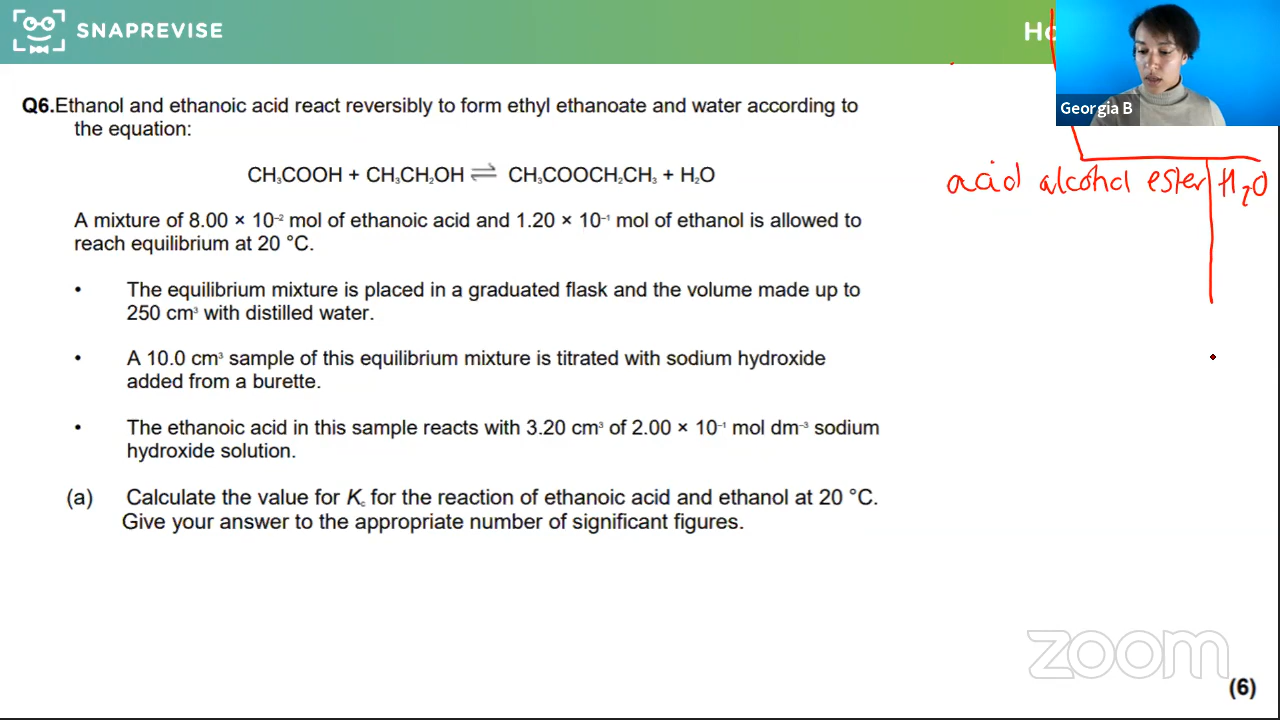 SNAPREVISE
Georgia B
Q6.Ethanol and ethanoic acid react reversibly to form ethyl ethanoate and water according to
the equation:
CH₃COOH + CH₃CH₂OH ⇌ CH₃COOCH₂CH₃ + H₂O
acid alcohol ester H₂O
A mixture of 8.00 × 10⁻² mol of ethanoic acid and 1.20 × 10⁻¹ mol of ethanol is allowed to
reach equilibrium at 20 °C.
• The equilibrium mixture is placed in a graduated flask and the volume made up to
250 cm³ with distilled water.
• A 10.0 cm³ sample of this equilibrium mixture is titrated with sodium hydroxide
added from a burette.
• The ethanoic acid in this sample reacts with 3.20 cm³ of 2.00 × 10⁻¹ mol dm⁻³ sodium
hydroxide solution.
(a) Calculate the value for K꜀ for the reaction of ethanoic acid and ethanol at 20 °C.
Give your answer to the appropriate number of significant figures.
zoom
(6)